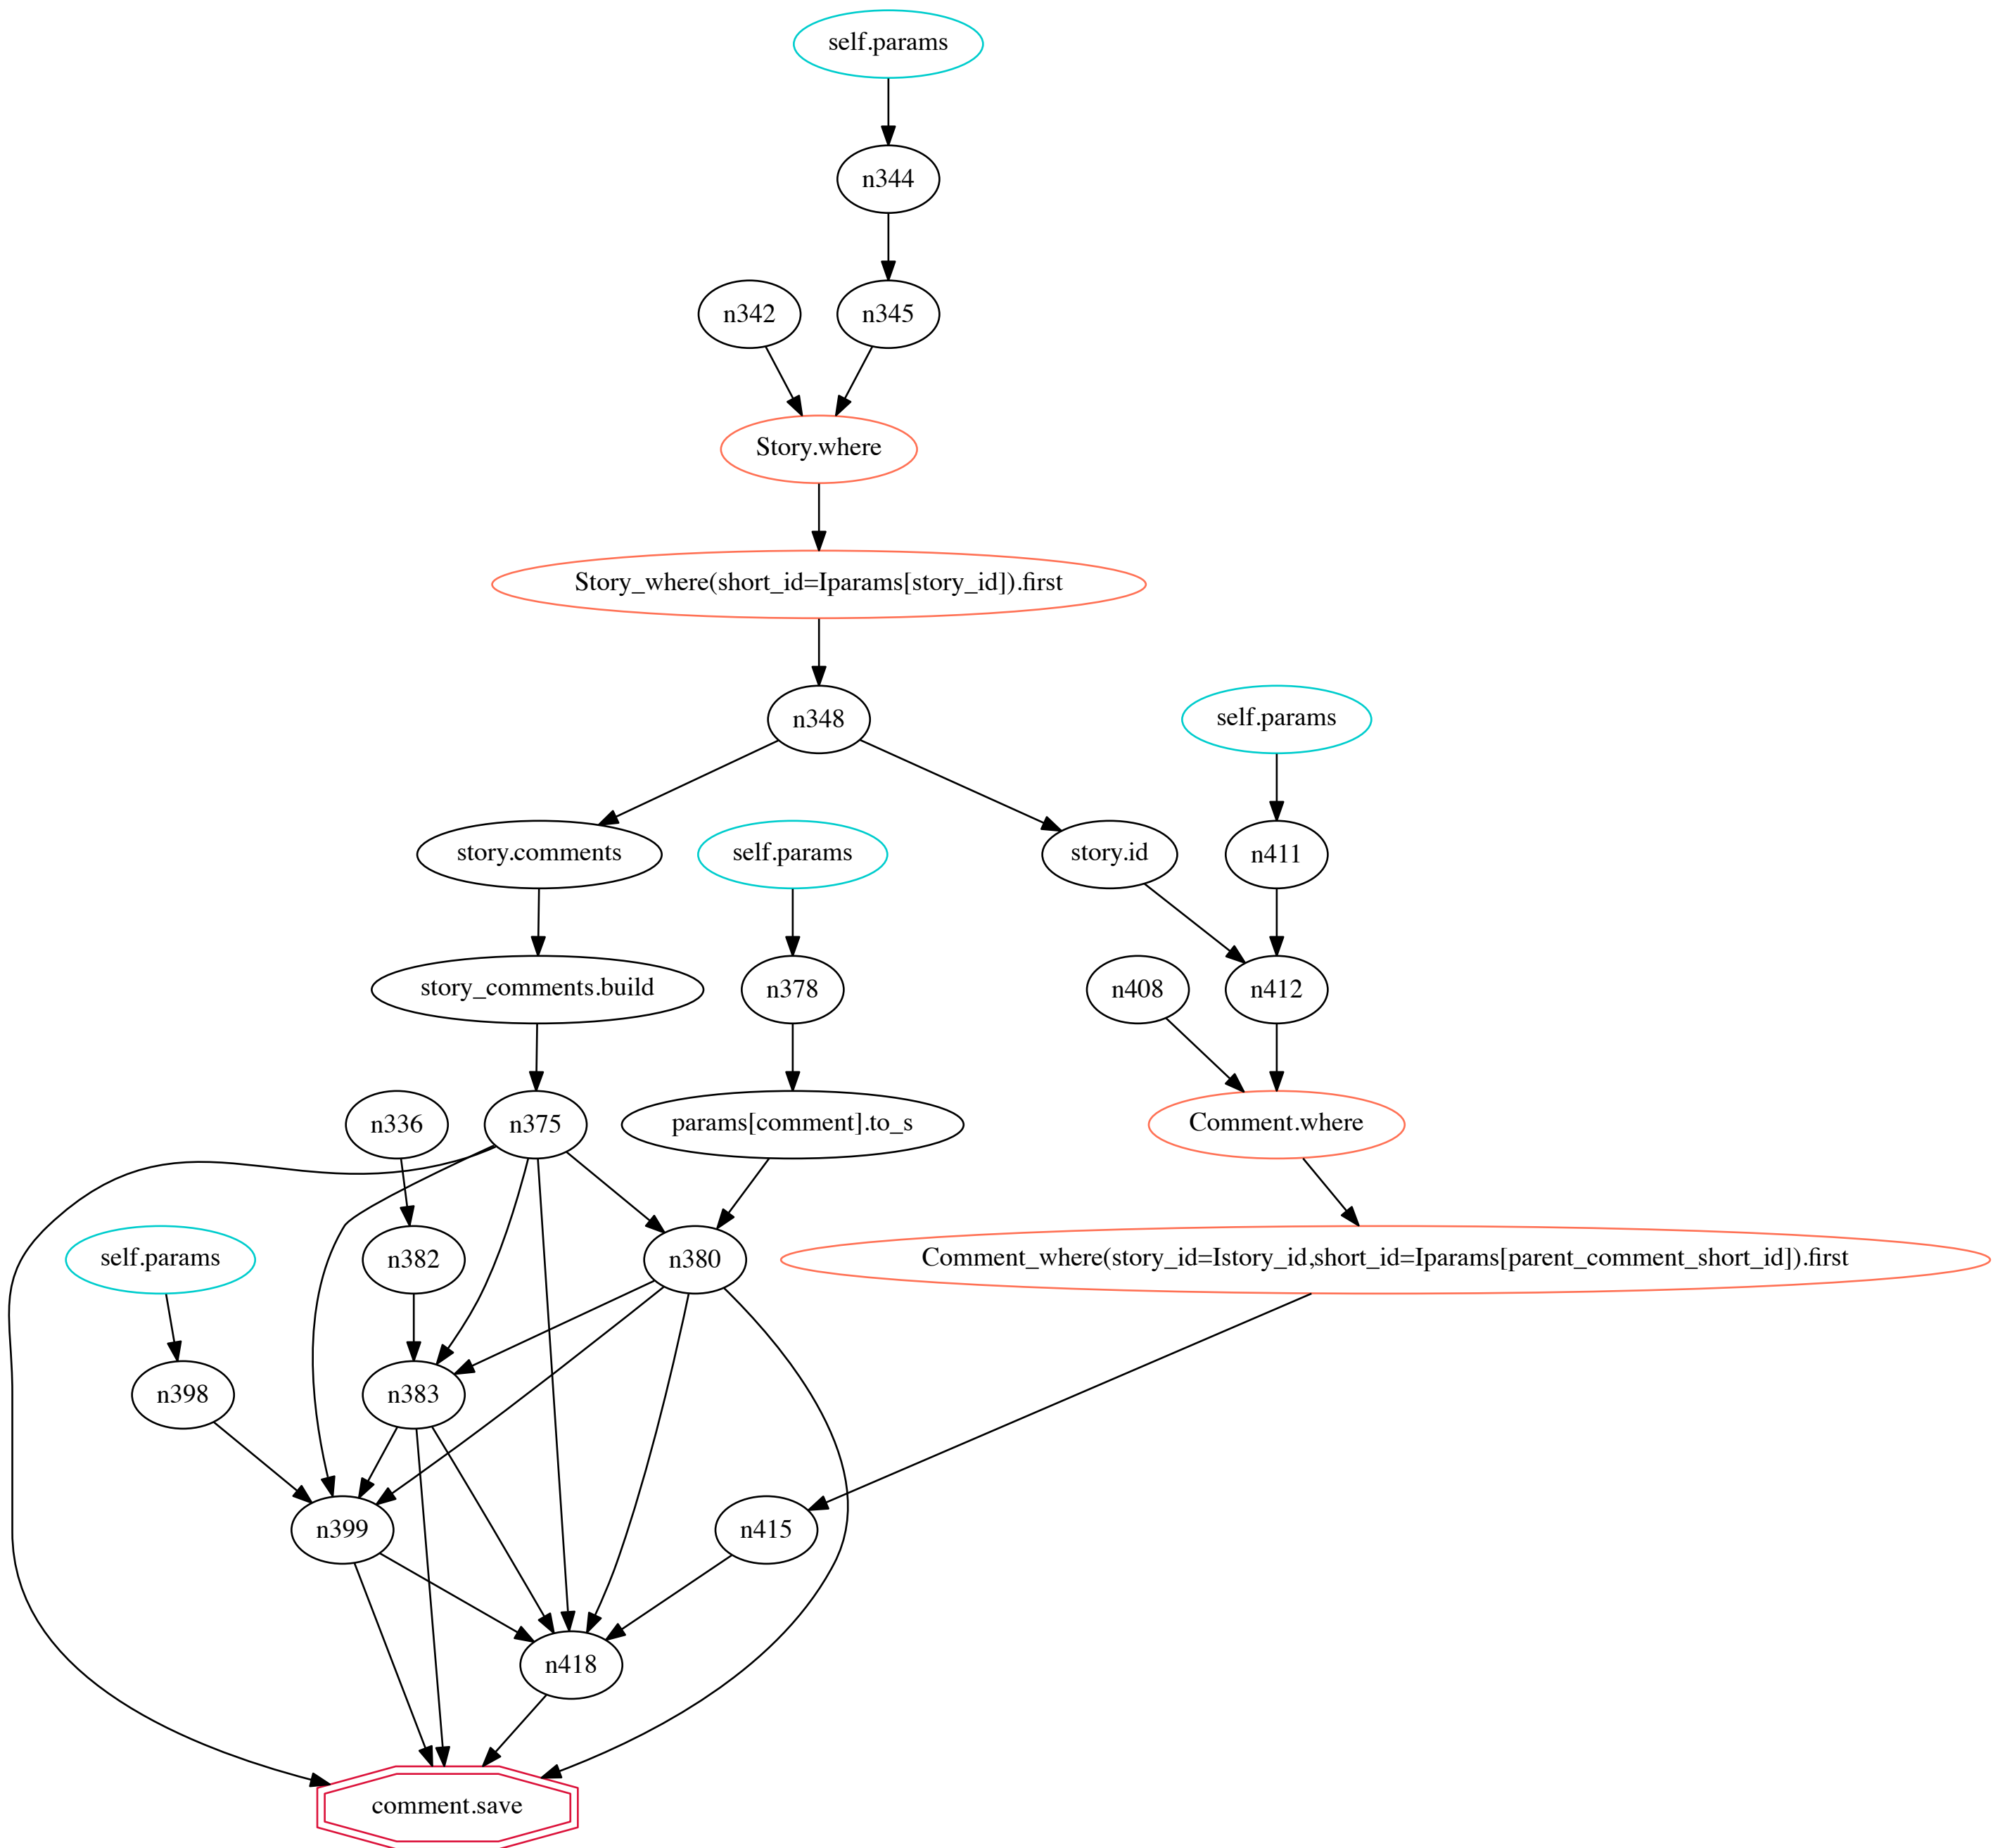 self.params
n344
n342
n345
Story.where
Story_where(short_id=Iparams[story_id]).first
n348
self.params
story.comments
self.params
story.id
n411
story_comments.build
n378
n408
n412
n336
n375
params[comment].to_s
Comment.where
self.params
n382
n380
Comment_where(story_id=Istory_id,short_id=Iparams[parent_comment_short_id]).first
n398
n383
n399
n415
n418
comment.save